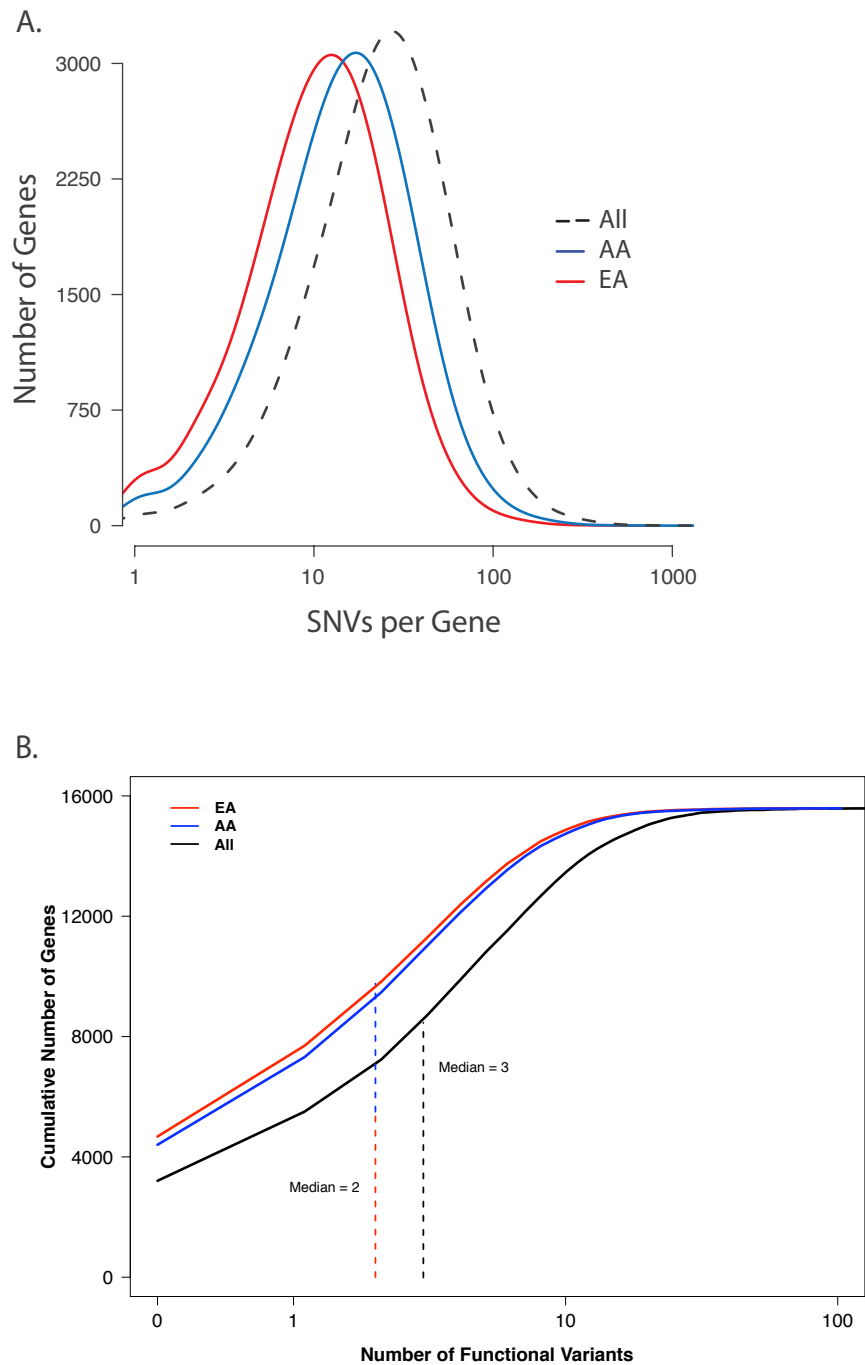 A.
3000
2250
1500
750
0
Number of Genes
All
AA
EA
1
10
100
1000
SNVs per Gene
B.
16000
12000
8000
4000
0
Cumulative Number of Genes
EA
AA
All
Median = 3
Median = 2
0
1
10
100
Number of Functional Variants